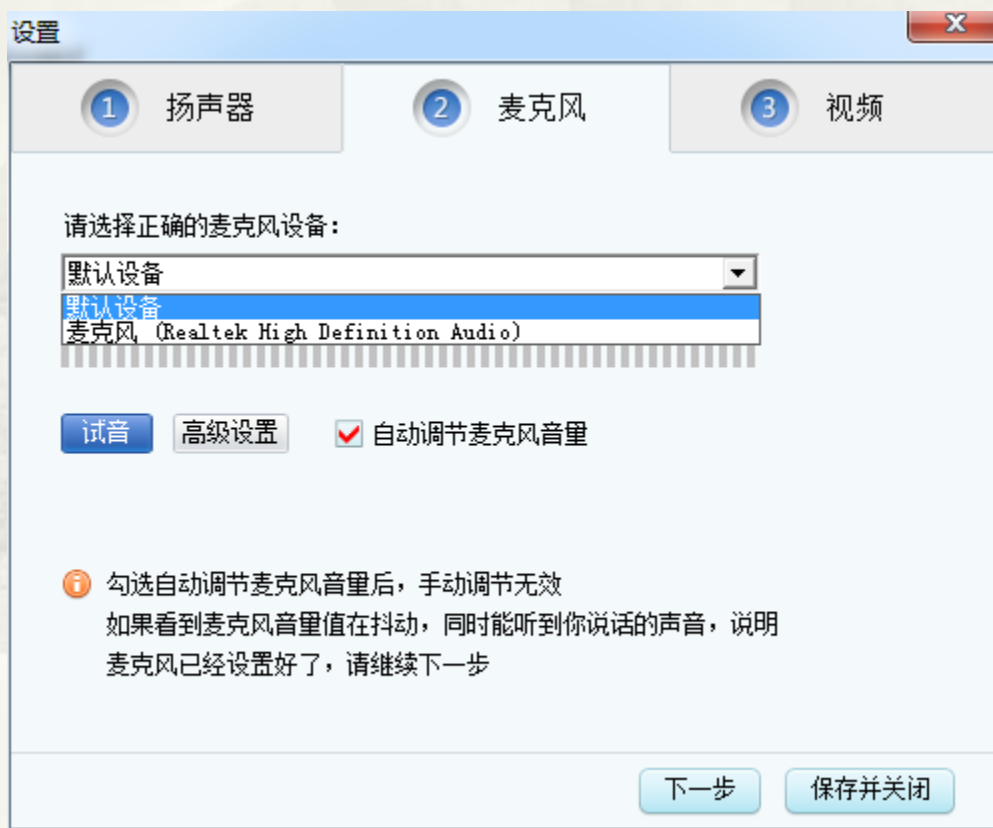 设置
1 扬声器
2 麦克风
3 视频
请选择正确的麦克风设备:
默认设备
默认设备
麦克风 (Realtek High Definition Audio)
试音 高级设置 自动调节麦克风音量
勾选自动调节麦克风音量后,手动调节无效
如果看到麦克风音量值在抖动,同时能听到你说话的声音,说明
麦克风已经设置好了,请继续下一步
下一步 保存并关闭